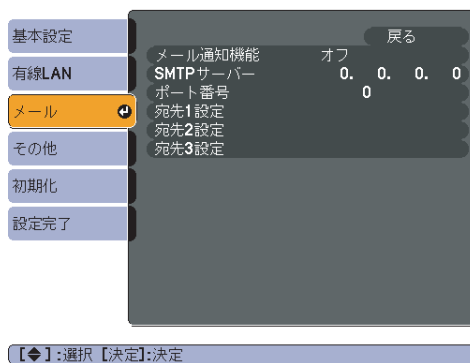 基本設定
有線LAN
メール
その他
初期化
設定完了
戻る
メール通知機能 オフ
SMTPサーバー 0. 0. 0. 0
ポート番号 0
宛先1設定
宛先2設定
宛先3設定
【◆】:選択【決定】:決定